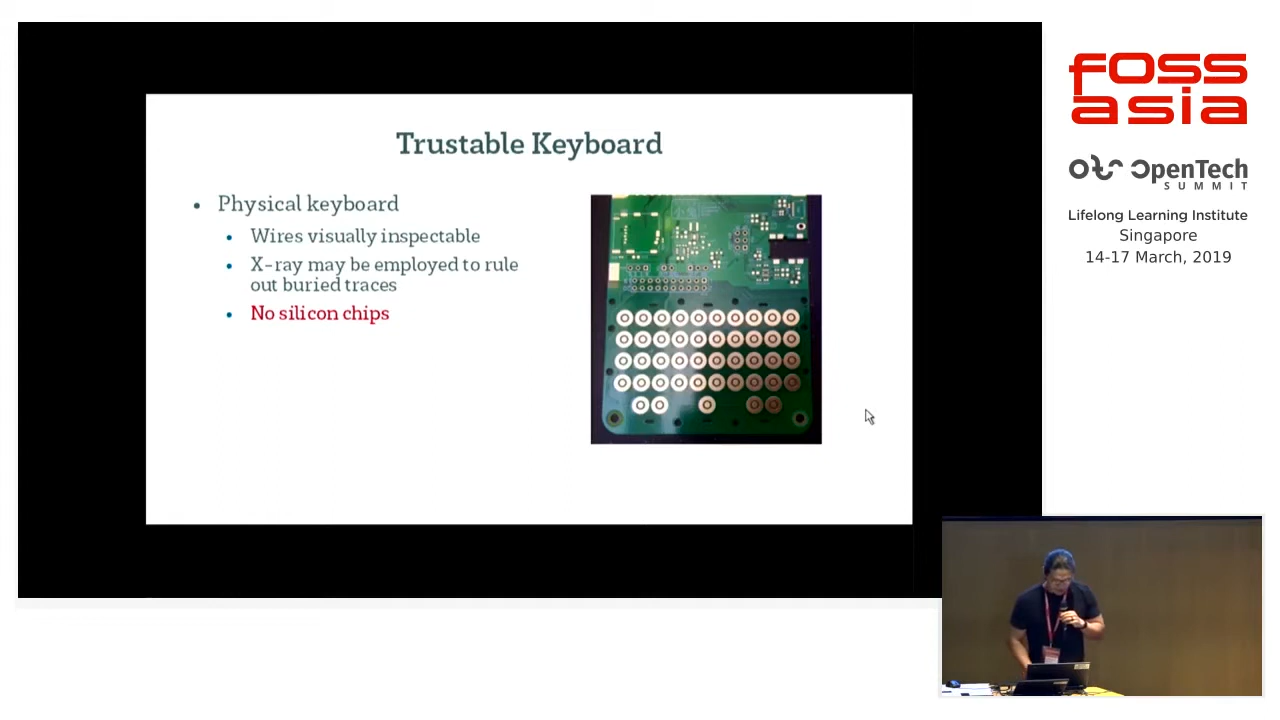 Trustable Keyboard
• Physical keyboard
• Wires visually inspectable
• X-ray may be employed to rule
out buried traces
• No silicon chips
fOSS
asia
OpenTech
SUMMIT
Lifelong Learning Institute
Singapore
14-17 March, 2019